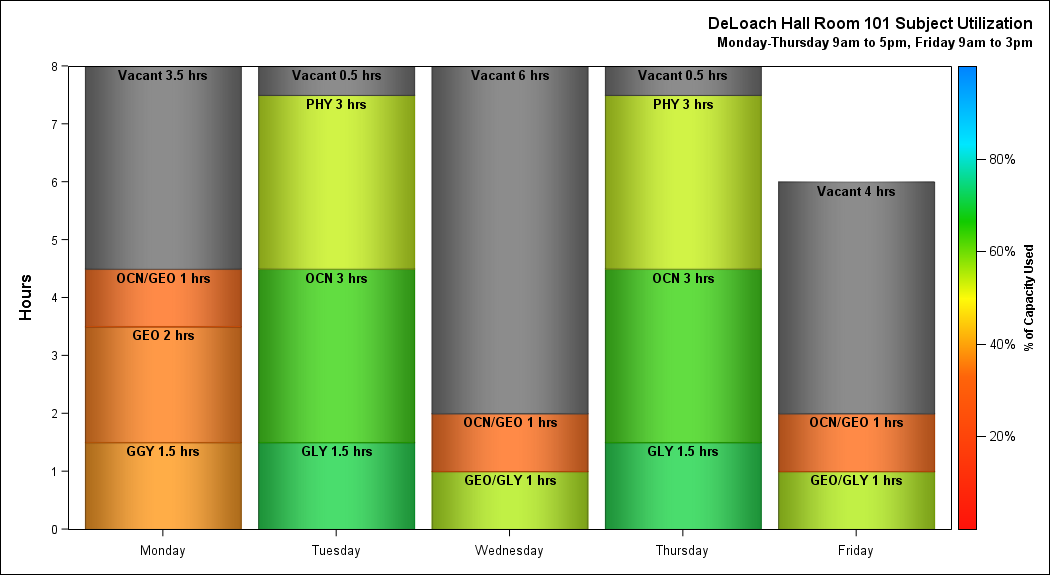 DeLoach Hall Room 101 Subject Utilization
Monday-Thursday 9am to 5pm, Friday 9am to 3pm
Hours
8
7
6
5
4
3
2
1
0
Vacant 3.5 hrs
OCN/GEO 1 hrs
GEO 2 hrs
GGY 1.5 hrs
Vacant 0.5 hrs
PHY 3 hrs
OCN 3 hrs
GLY 1.5 hrs
Vacant 6 hrs
OCN/GEO 1 hrs
GEO/GLY 1 hrs
Vacant 0.5 hrs
PHY 3 hrs
OCN 3 hrs
GLY 1.5 hrs
Vacant 4 hrs
OCN/GEO 1 hrs
GEO/GLY 1 hrs
Monday
Tuesday
Wednesday
Thursday
Friday
80%
60%
40%
20%
% of Capacity Used